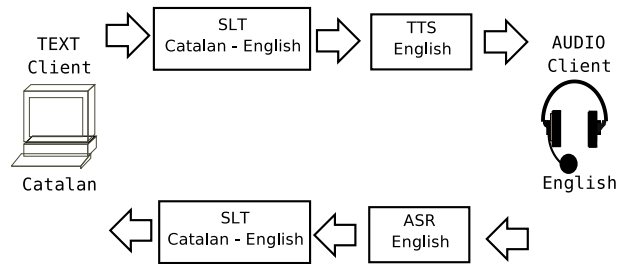 SLT
Catalan - English
TTS
English
TEXT
Client
AUDIO
Client
Catalan
English
SLT
Catalan - English
ASR
English